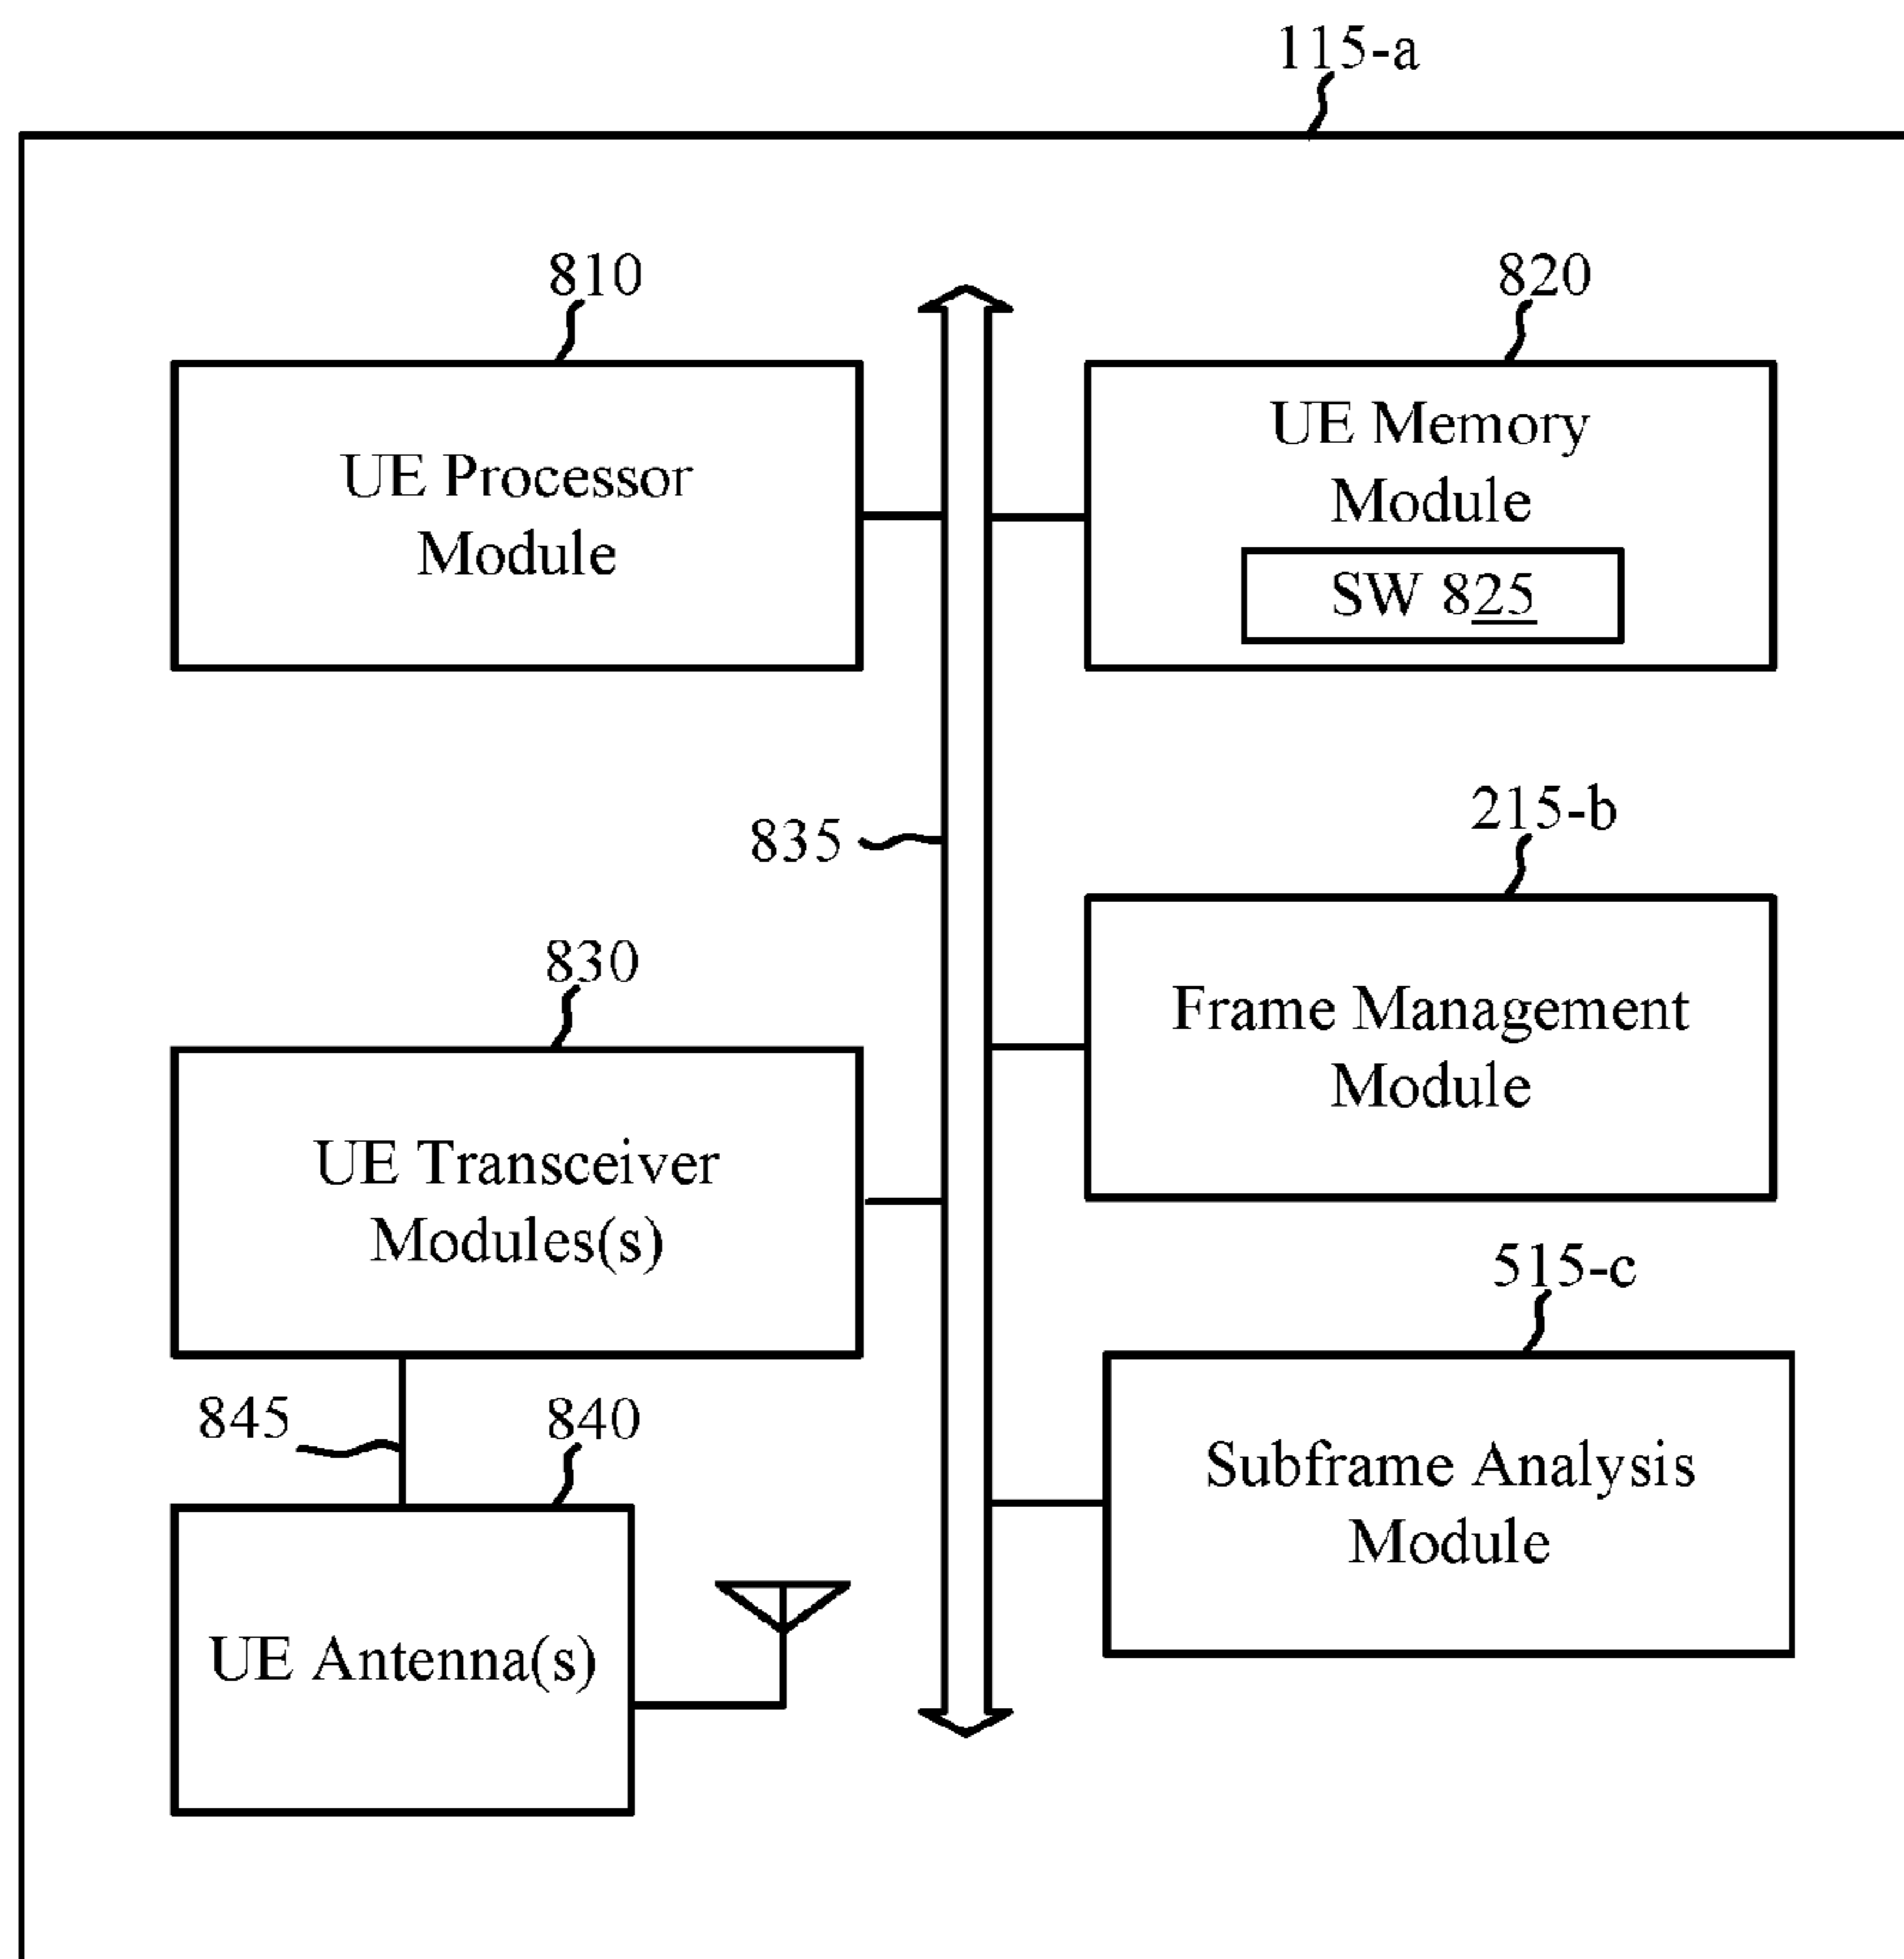 115-a
810
820
UE Processor
Module
UE Memory
Module
SW 825
835
215-b
830
Frame Management
Module
UE Transceiver
Modules(s)
515-c
845
840
Subframe Analysis
Module
UE Antenna(s)